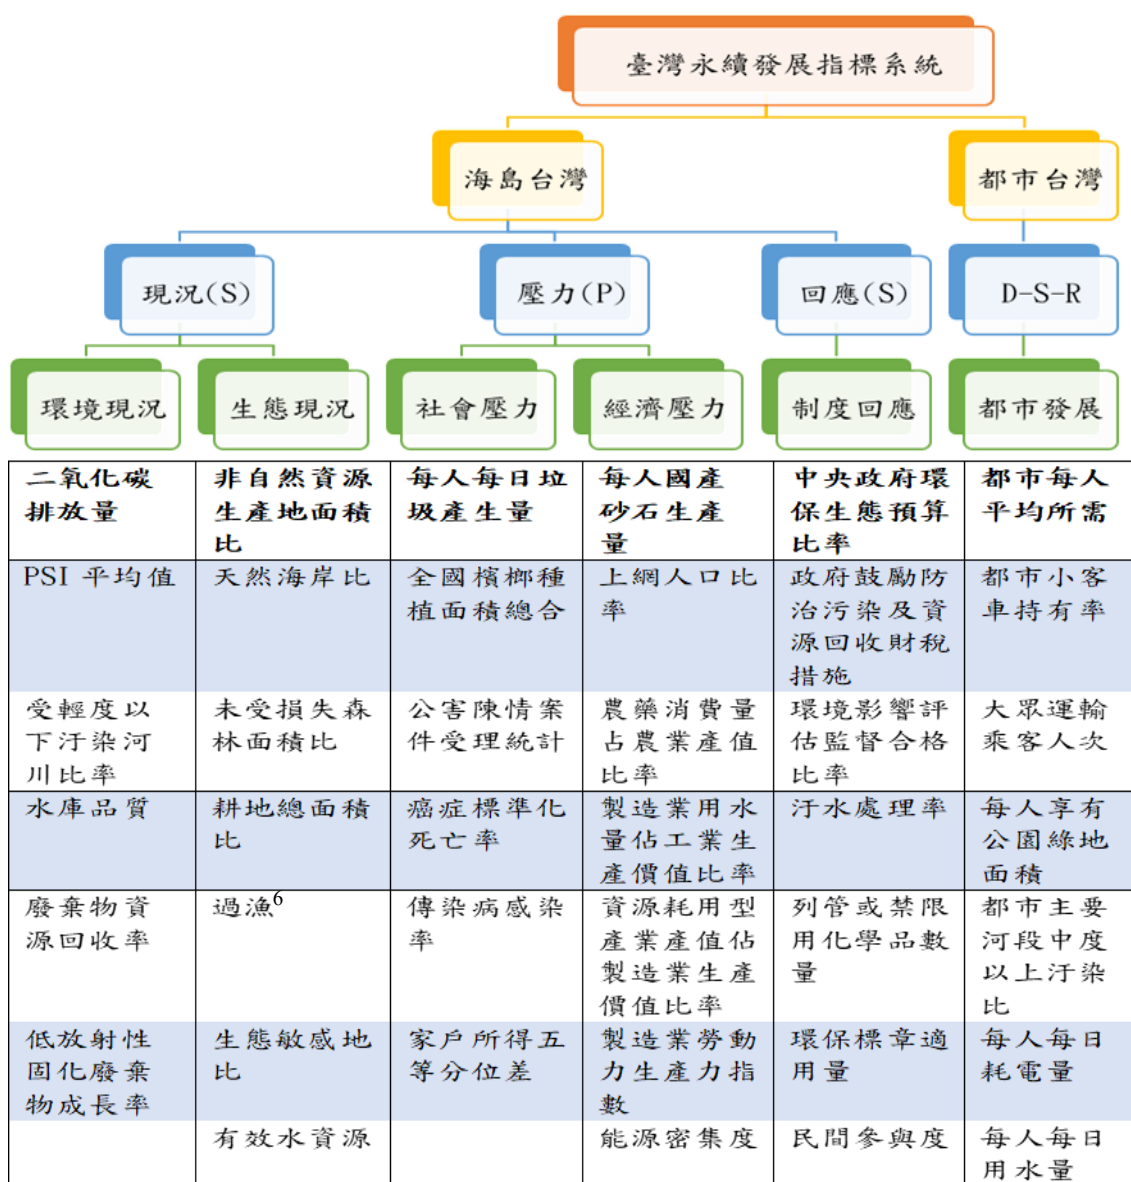 臺灣永續發展指標系統
海島台灣
都市台灣
現況(S)
壓力(P)
回應(S)
D-S-R
環境現況
生態現況
社會壓力
經濟壓力
制度回應
都市發展
二氧化碳
排放量
非自然資源
生產地面積
比
每人每日垃
圾產生量
每人國產
砂石生產
量
中央政府環
保生態預算
比率
都市每人
平均所需
PSI 平均值
天然海岸比
全國檳榔種
植面積總合
上網人口比
率
政府鼓勵防
治污染及資
源回收財稅
措施
都市小客
車持有率
受輕度以
下汙染河
川比率
未受損失森
林面積比
公害陳情案
件受理統計
農藥消費量
占農業產值
比率
環境影響評
估監督合格
比率
大眾運輸
乘客人次
水庫品質
耕地總面積
比
癌症標準化
死亡率
製造業用水
量佔工業生
產價值比率
汙水處理率
每人享有
公園綠地
面積
廢棄物資
源回收率
過漁6
傳染病感染
率
資源耗用型
產業產值佔
製造業生產
價值比率
列管或禁限
用化學品數
量
都市主要
河段中度
以上汙染
比
低放射性
固化廢棄
物成長率
生態敏感地
比
家戶所得五
等分位差
製造業勞動
力生產力指
數
環保標章適
用量
每人每日
耗電量
有效水資源
能源密集度
民間參與度
每人每日
用水量